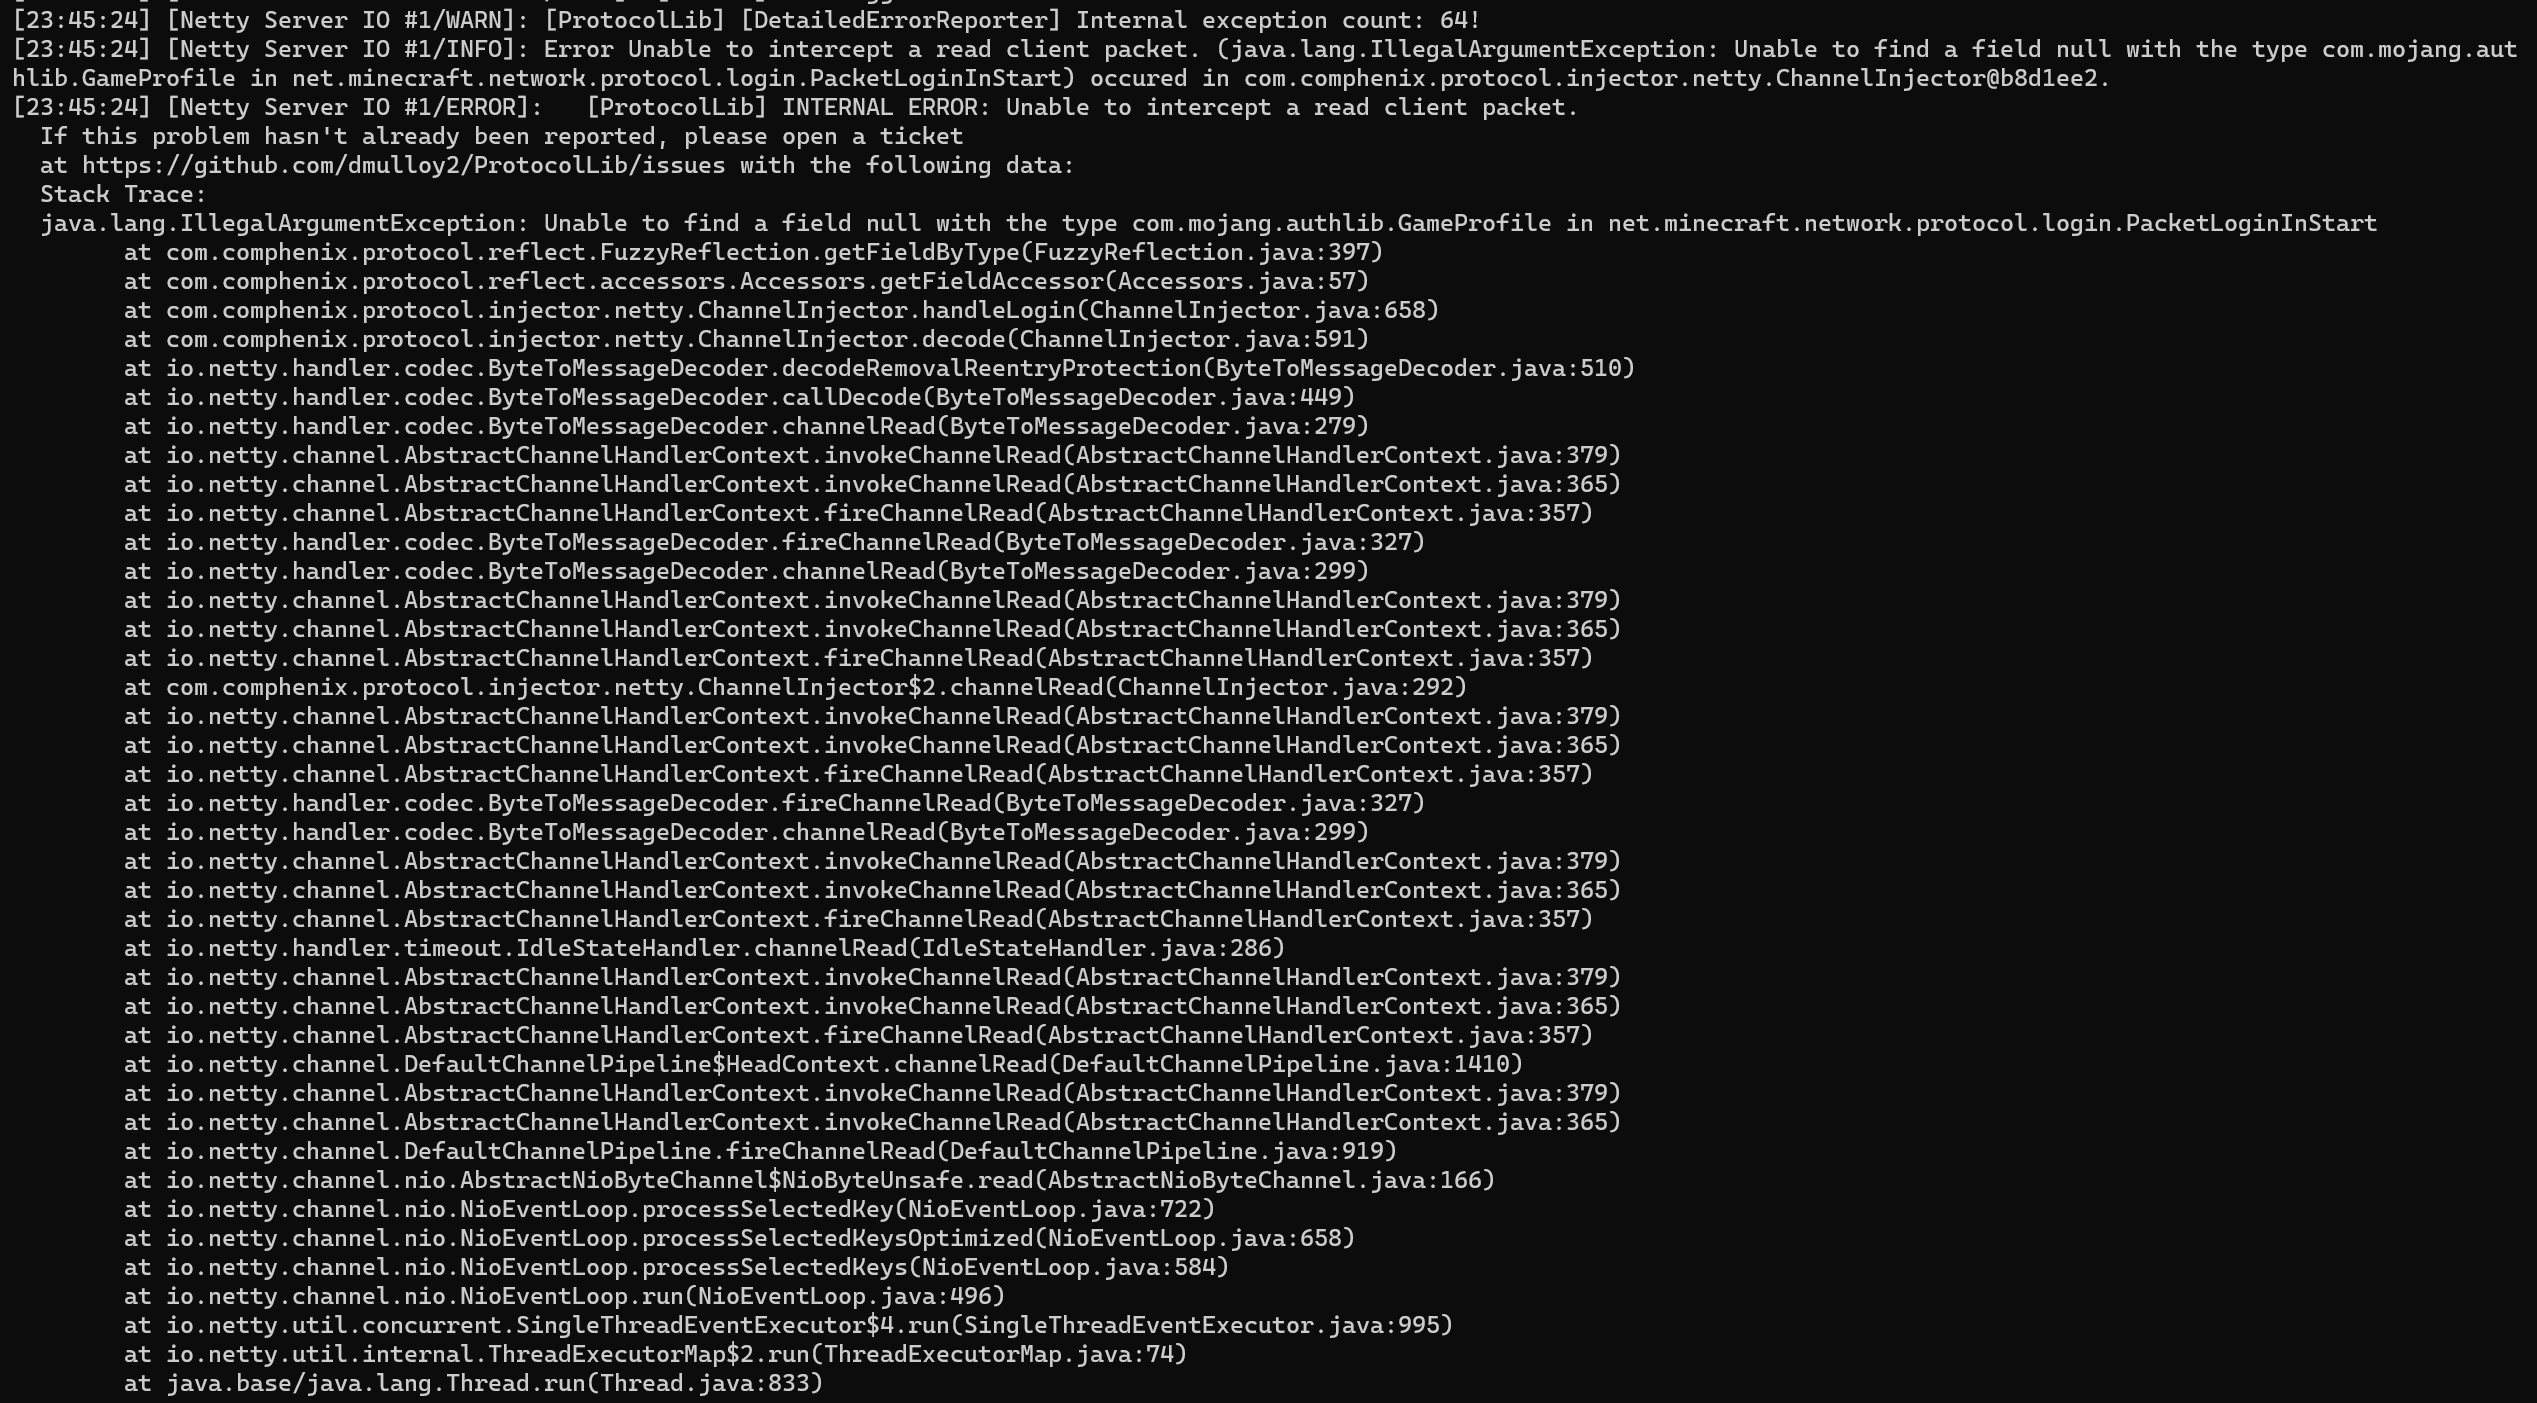 [23:45:24] [Netty Server IO #1/WARN]: [ProtocolLib] [DetailedErrorReporter] Internal exception count: 64!
[23:45:24] [Netty Server IO #1/INFO]: Error Unable to intercept a read client packet. (java.lang.IllegalArgumentException: Unable to find a field null with the type com.mojang.aut
hlib.GameProfile in net.minecraft.network.protocol.login.PacketLoginInStart) occured in com.comphenix.protocol.injector.netty.ChannelInjector@b8d1ee2.
[23:45:24] [Netty Server IO #1/ERROR]:   [ProtocolLib] INTERNAL ERROR: Unable to intercept a read client packet.
  If this problem hasn't already been reported, please open a ticket
  at https://github.com/dmulloy2/ProtocolLib/issues with the following data:
  Stack Trace:
  java.lang.IllegalArgumentException: Unable to find a field null with the type com.mojang.authlib.GameProfile in net.minecraft.network.protocol.login.PacketLoginInStart
        at com.comphenix.protocol.reflect.FuzzyReflection.getFieldByType(FuzzyReflection.java:397)
        at com.comphenix.protocol.reflect.accessors.Accessors.getFieldAccessor(Accessors.java:57)
        at com.comphenix.protocol.injector.netty.ChannelInjector.handleLogin(ChannelInjector.java:658)
        at com.comphenix.protocol.injector.netty.ChannelInjector.decode(ChannelInjector.java:591)
        at io.netty.handler.codec.ByteToMessageDecoder.decodeRemovalReentryProtection(ByteToMessageDecoder.java:510)
        at io.netty.handler.codec.ByteToMessageDecoder.callDecode(ByteToMessageDecoder.java:449)
        at io.netty.handler.codec.ByteToMessageDecoder.channelRead(ByteToMessageDecoder.java:279)
        at io.netty.channel.AbstractChannelHandlerContext.invokeChannelRead(AbstractChannelHandlerContext.java:379)
        at io.netty.channel.AbstractChannelHandlerContext.invokeChannelRead(AbstractChannelHandlerContext.java:365)
        at io.netty.channel.AbstractChannelHandlerContext.fireChannelRead(AbstractChannelHandlerContext.java:357)
        at io.netty.handler.codec.ByteToMessageDecoder.fireChannelRead(ByteToMessageDecoder.java:327)
        at io.netty.handler.codec.ByteToMessageDecoder.channelRead(ByteToMessageDecoder.java:299)
        at io.netty.channel.AbstractChannelHandlerContext.invokeChannelRead(AbstractChannelHandlerContext.java:379)
        at io.netty.channel.AbstractChannelHandlerContext.invokeChannelRead(AbstractChannelHandlerContext.java:365)
        at io.netty.channel.AbstractChannelHandlerContext.fireChannelRead(AbstractChannelHandlerContext.java:357)
        at com.comphenix.protocol.injector.netty.ChannelInjector$2.channelRead(ChannelInjector.java:292)
        at io.netty.channel.AbstractChannelHandlerContext.invokeChannelRead(AbstractChannelHandlerContext.java:379)
        at io.netty.channel.AbstractChannelHandlerContext.invokeChannelRead(AbstractChannelHandlerContext.java:365)
        at io.netty.channel.AbstractChannelHandlerContext.fireChannelRead(AbstractChannelHandlerContext.java:357)
        at io.netty.handler.codec.ByteToMessageDecoder.fireChannelRead(ByteToMessageDecoder.java:327)
        at io.netty.handler.codec.ByteToMessageDecoder.channelRead(ByteToMessageDecoder.java:299)
        at io.netty.channel.AbstractChannelHandlerContext.invokeChannelRead(AbstractChannelHandlerContext.java:379)
        at io.netty.channel.AbstractChannelHandlerContext.invokeChannelRead(AbstractChannelHandlerContext.java:365)
        at io.netty.channel.AbstractChannelHandlerContext.fireChannelRead(AbstractChannelHandlerContext.java:357)
        at io.netty.handler.timeout.IdleStateHandler.channelRead(IdleStateHandler.java:286)
        at io.netty.channel.AbstractChannelHandlerContext.invokeChannelRead(AbstractChannelHandlerContext.java:379)
        at io.netty.channel.AbstractChannelHandlerContext.invokeChannelRead(AbstractChannelHandlerContext.java:365)
        at io.netty.channel.AbstractChannelHandlerContext.fireChannelRead(AbstractChannelHandlerContext.java:357)
        at io.netty.channel.DefaultChannelPipeline$HeadContext.channelRead(DefaultChannelPipeline.java:1410)
        at io.netty.channel.AbstractChannelHandlerContext.invokeChannelRead(AbstractChannelHandlerContext.java:379)
        at io.netty.channel.AbstractChannelHandlerContext.invokeChannelRead(AbstractChannelHandlerContext.java:365)
        at io.netty.channel.DefaultChannelPipeline.fireChannelRead(DefaultChannelPipeline.java:919)
        at io.netty.channel.nio.AbstractNioByteChannel$NioByteUnsafe.read(AbstractNioByteChannel.java:166)
        at io.netty.channel.nio.NioEventLoop.processSelectedKey(NioEventLoop.java:722)
        at io.netty.channel.nio.NioEventLoop.processSelectedKeysOptimized(NioEventLoop.java:658)
        at io.netty.channel.nio.NioEventLoop.processSelectedKeys(NioEventLoop.java:584)
        at io.netty.channel.nio.NioEventLoop.run(NioEventLoop.java:496)
        at io.netty.util.concurrent.SingleThreadEventExecutor$4.run(SingleThreadEventExecutor.java:995)
        at io.netty.util.internal.ThreadExecutorMap$2.run(ThreadExecutorMap.java:74)
        at java.base/java.lang.Thread.run(Thread.java:833)